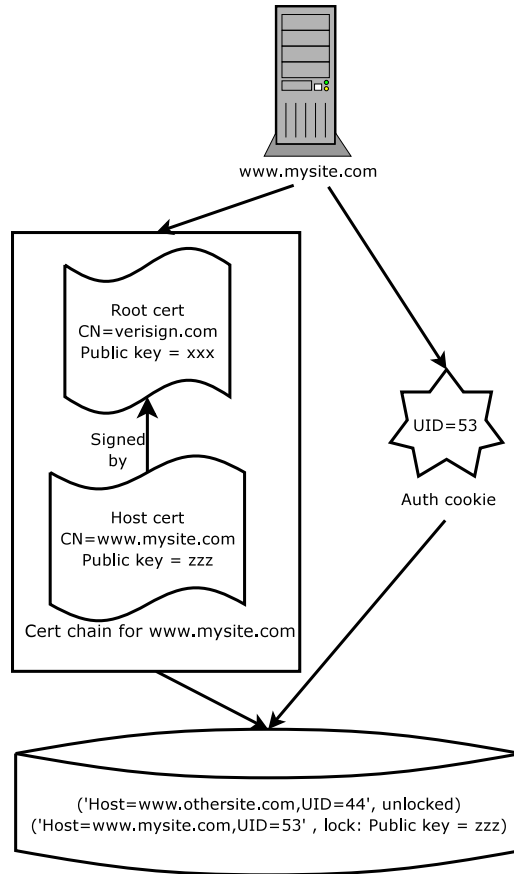 www.mysite.com
Root cert
CN=verisign.com
Public key = xxx
Signed
by
Host cert
CN=www.mysite.com
Public key = zzz
Cert chain for www.mysite.com
UID=53
Auth cookie
('Host=www.othersite.com,UID=44', unlocked)
('Host=www.mysite.com,UID=53' , lock: Public key = zzz)